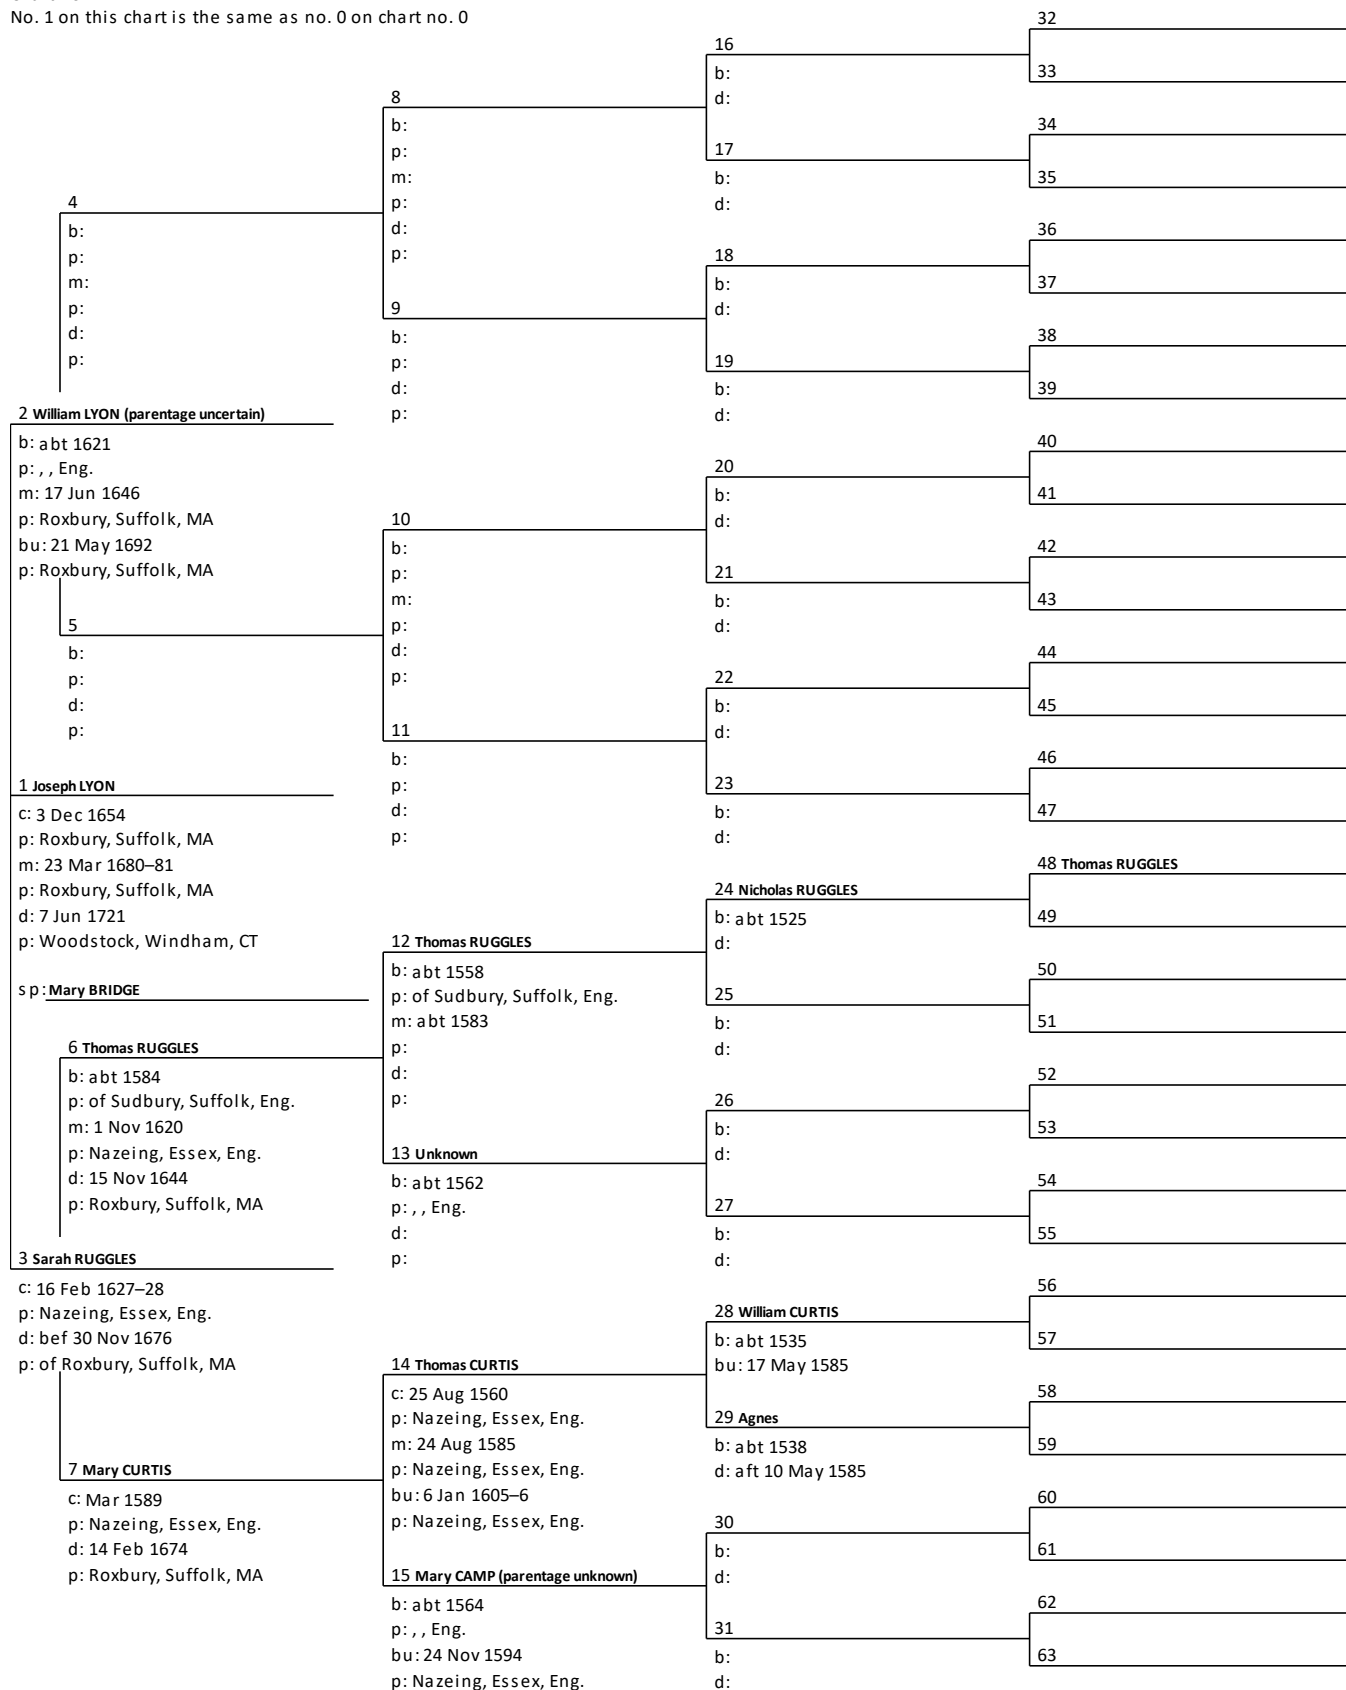 No. 1 on this chart is the same as no. 0 on chart no. 0
4
b:
p:
m:
p:
d:
p:
2 William LYON (parentage uncertain)
b: abt 1621
p: , , Eng.
m: 17 Jun 1646
p: Roxbury, Suffolk, MA
bu: 21 May 1692
p: Roxbury, Suffolk, MA
5
b:
p:
d:
p:
1 Joseph LYON
c: 3 Dec 1654
p: Roxbury, Suffolk, MA
m: 23 Mar 1680–81
p: Roxbury, Suffolk, MA
d: 7 Jun 1721
p: Woodstock, Windham, CT
sp: Mary BRIDGE
6 Thomas RUGGLES
b: abt 1584
p: of Sudbury, Suffolk, Eng.
m: 1 Nov 1620
p: Nazeing, Essex, Eng.
d: 15 Nov 1644
p: Roxbury, Suffolk, MA
3 Sarah RUGGLES
c: 16 Feb 1627–28
p: Nazeing, Essex, Eng.
d: bef 30 Nov 1676
p: of Roxbury, Suffolk, MA
7 Mary CURTIS
c: Mar 1589
p: Nazeing, Essex, Eng.
d: 14 Feb 1674
p: Roxbury, Suffolk, MA
8
b:
p:
m:
p:
d:
p:
9
b:
p:
d:
p:
10
b:
p:
m:
p:
d:
p:
11
b:
p:
d:
p:
12 Thomas RUGGLES
b: abt 1558
p: of Sudbury, Suffolk, Eng.
m: abt 1583
p:
d:
p:
13 Unknown
b: abt 1562
p: , , Eng.
d:
p:
14 Thomas CURTIS
c: 25 Aug 1560
p: Nazeing, Essex, Eng.
m: 24 Aug 1585
p: Nazeing, Essex, Eng.
bu: 6 Jan 1605–6
p: Nazeing, Essex, Eng.
15 Mary CAMP (parentage unknown)
b: abt 1564
p: , , Eng.
bu: 24 Nov 1594
p: Nazeing, Essex, Eng.
16
b:
d:
17
b:
d:
18
b:
d:
19
b:
d:
20
b:
d:
21
b:
d:
22
b:
d:
23
b:
d:
24 Nicholas RUGGLES
b: abt 1525
d:
25
b:
d:
26
b:
d:
27
b:
d:
28 William CURTIS
b: abt 1535
bu: 17 May 1585
29 Agnes
b: abt 1538
d: aft 10 May 1585
30
b:
d:
31
b:
d:
32
33
34
35
36
37
38
39
40
41
42
43
44
45
46
47
48 Thomas RUGGLES
49
50
51
52
53
54
55
56
57
58
59
60
61
62
63